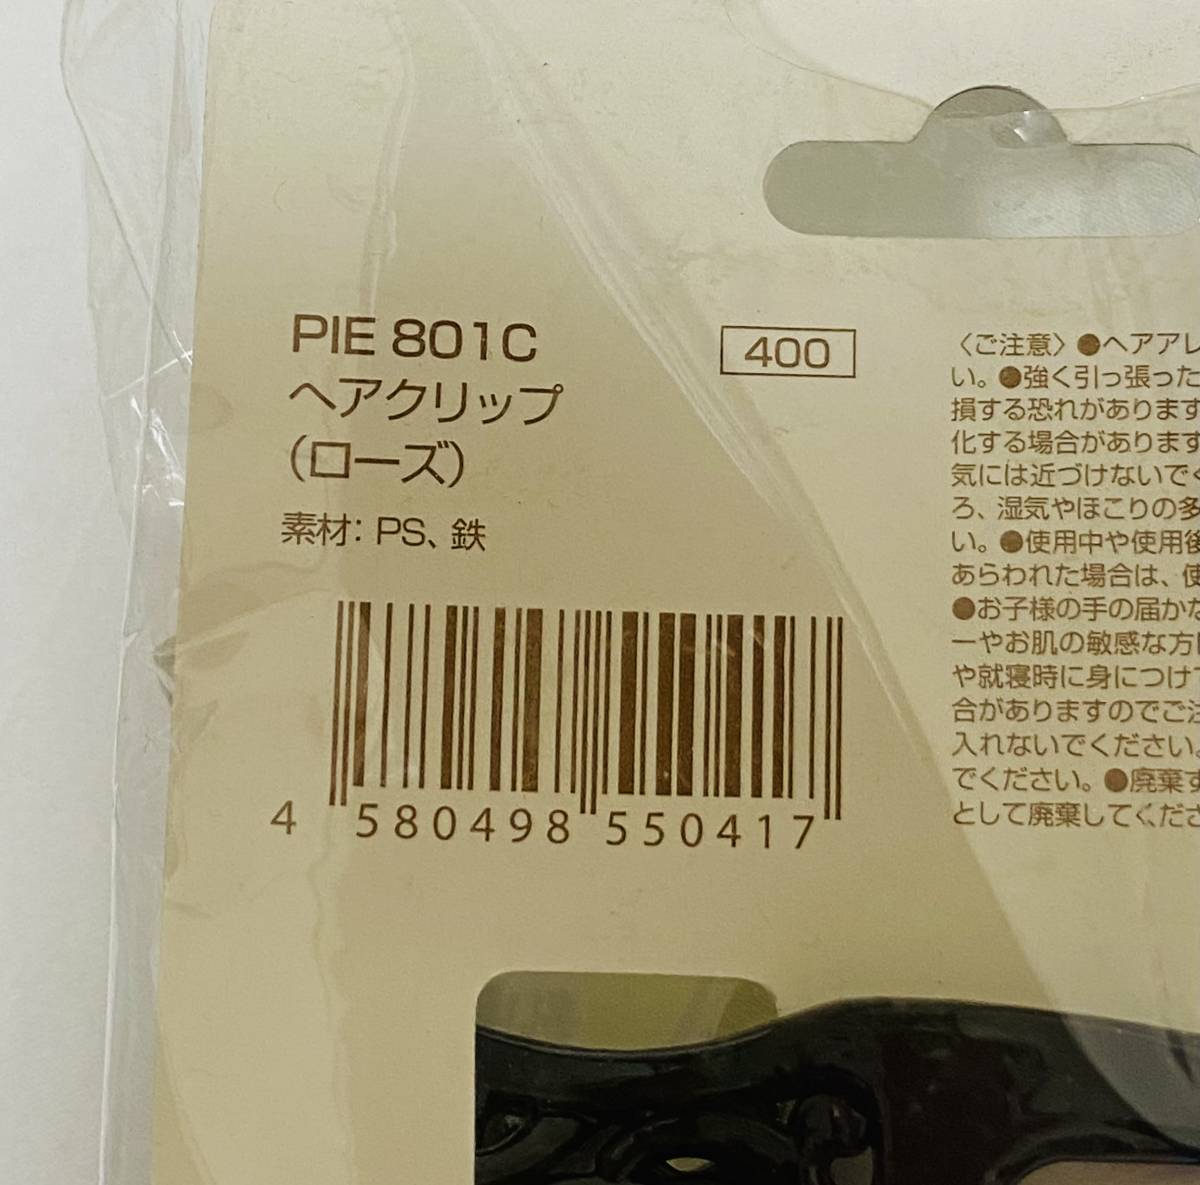 PIE 801C
ヘアクリップ
(ローズ)
素材: PS、鉄
4 580498 550417
400
〈ご注意〉●ヘアアレ
い。●強く引っ張った
損する恐れがあります
化する場合があります
気には近づけないでく
ろ、湿気やほこりの多
い。●使用中や使用後
あらわれた場合は、使
●お子様の手の届かな
ーやお肌の敏感な方は
や就寝時に身につけて
合がありますのでご注
入れないでください。
でください。●廃棄す
として廃棄してくださ